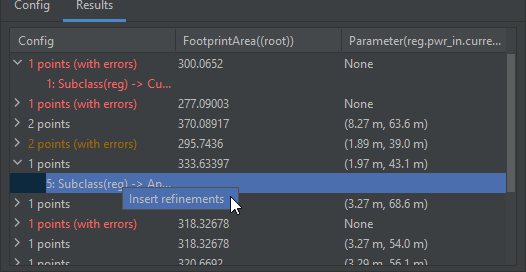 Config Results
Config FootprintArea((root)) Parameter(reg.pwr_in.curre...
1 points (with errors) 300.0652 None
1: Subclass(reg) -> Cu...
1 points (with errors) 277.09003 None
2 points 370.08917 (8.27 m, 63.6 m)
2 points (with errors) 295.7436 (1.89 m, 39.0 m)
1 points 333.63397 (1.97 m, 43.1 m)
5: Subclass(reg) -> An...
Insert refinements
1 points (3.27 m, 68.6 m)
1 points (with errors) 318.32678 None
1 points 318.32678 (3.27 m, 54.0 m)
1 points 320.6692 (3.29 m, 56.1 m)